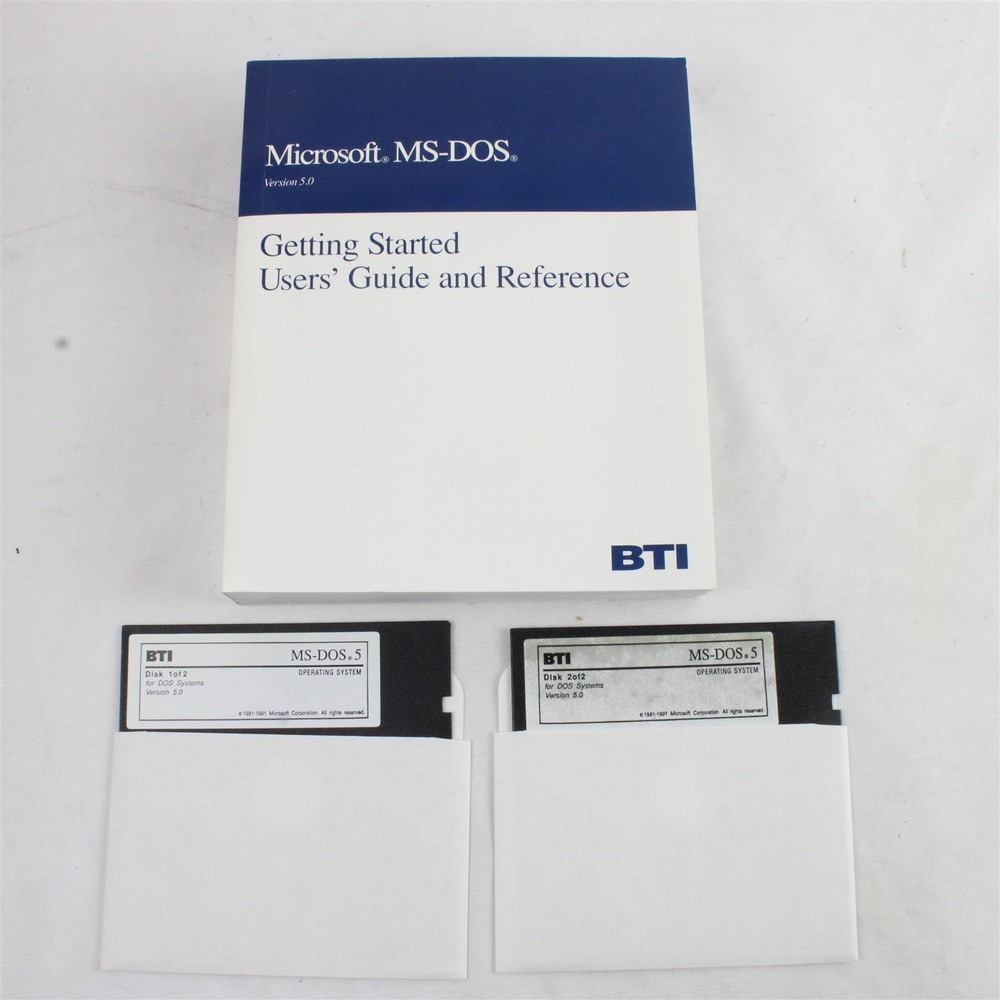 Microsoft® MS-DOS®
Version 5.0
Getting Started
Users' Guide and Reference
BTI
BTI MS-DOS® 5
Disk 1of2 OPERATING SYSTEM
for DOS Systems
Version 5.0
© 1981-1991 Microsoft Corporation. All rights reserved.
BTI MS-DOS® 5
Disk 2of2 OPERATING SYSTEM
for DOS Systems
Version 5.0
© 1981-1991 Microsoft Corporation. All rights reserved.